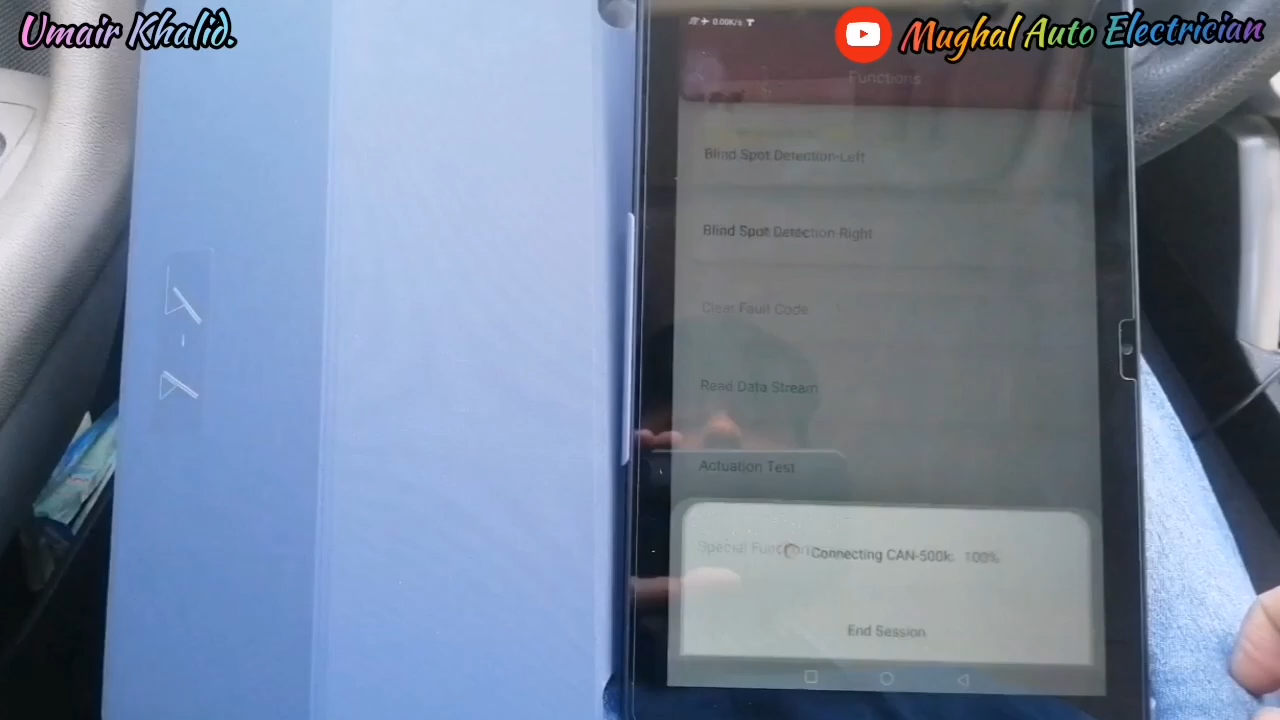 Umair Khalid.
Mughal Auto Electrician
0.00K/s
Functions
Blind Spot Detection-Left
Blind Spot Detection-Right
Clear Fault Code
Read Data Stream
Actuation Test
Special Function
Connecting CAN-500k: 100%
End Session